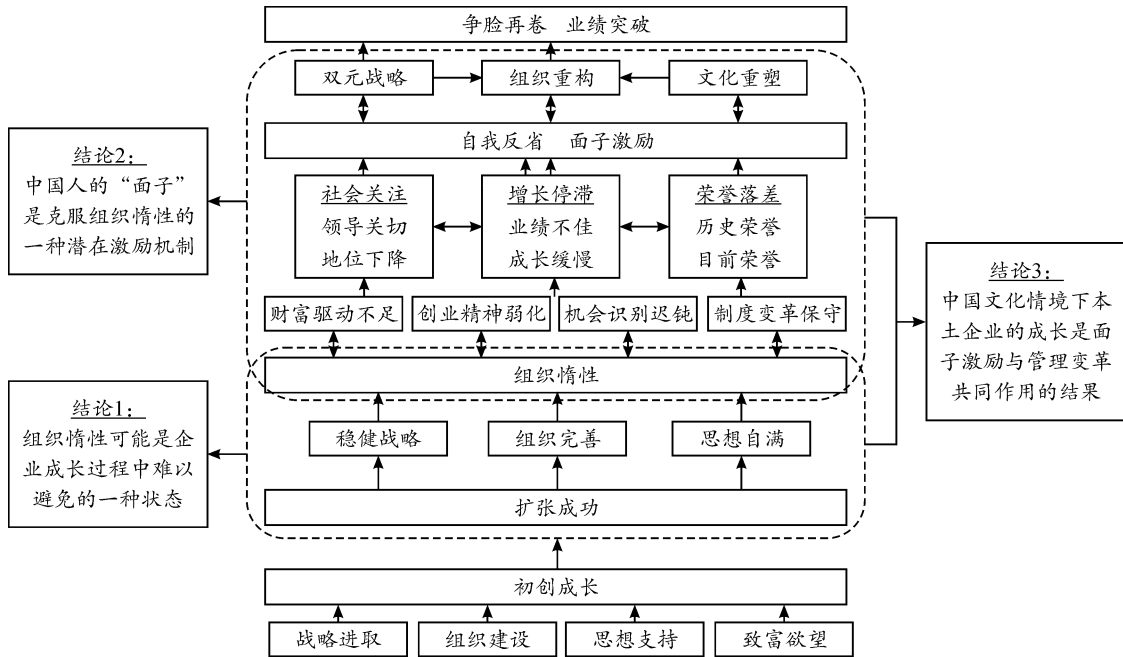 争脸再卷 业绩突破
双元战略
组织重构
文化重塑
自我反省 面子激励
社会关注
领导关切
地位下降
增长停滞
业绩不佳
成长缓慢
荣誉落差
历史荣誉
目前荣誉
财富驱动不足
创业精神弱化
机会识别迟钝
制度变革保守
组织惰性
稳健战略
组织完善
思想自满
扩张成功
初创成长
战略进取
组织建设
思想支持
致富欲望
结论2：
中国人的“面子”
是克服组织惰性的
一种潜在激励机制
结论1：
组织惰性可能是企
业成长过程中难以
避免的一种状态
结论3：
中国文化情境下本
土企业的成长是面
子激励与管理变革
共同作用的结果